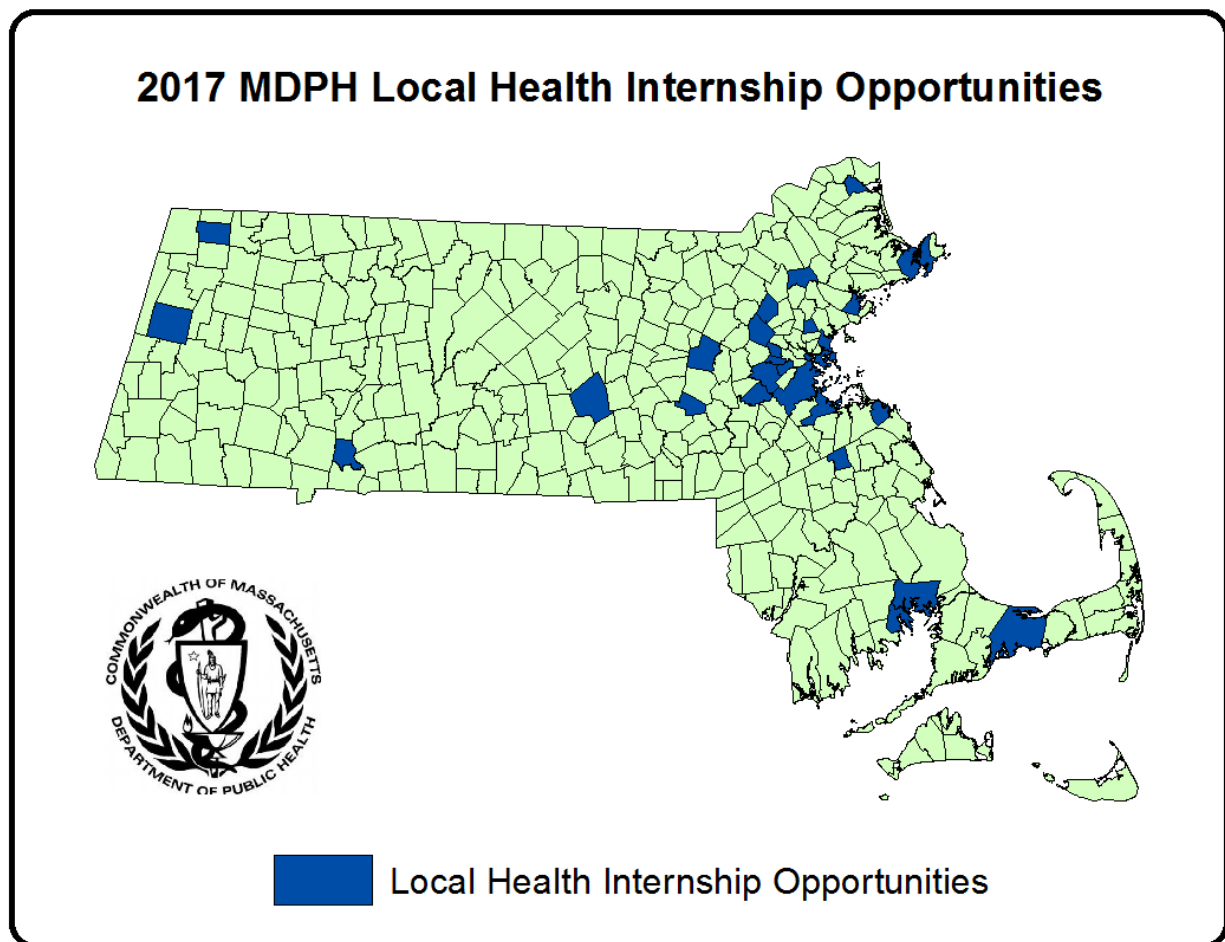 2017 MDPH Local Health Internship Opportunities
COMMONWEALTH OF MASSACHUSETTS
DEPARTMENT OF PUBLIC HEALTH
Local Health Internship Opportunities